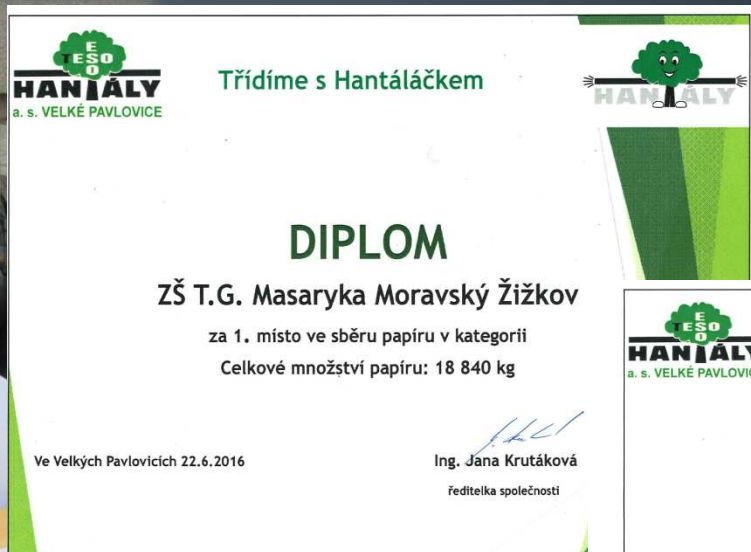 ESO
TESO
HANTÁLY
a. s. VELKÉ PAVLOVICE
Třídíme s Hantáláčkem
HANTÁLY
DIPLOM
ZŠ T.G. Masaryka Moravský Žižkov
za 1. místo ve sběru papíru v kategorii
Celkové množství papíru: 18 840 kg
Ve Velkých Pavlovicích 22.6.2016
Ing. Jana Krutáková
ředitelka společnosti
TESO
HANTÁLY
a. s. VELKÉ